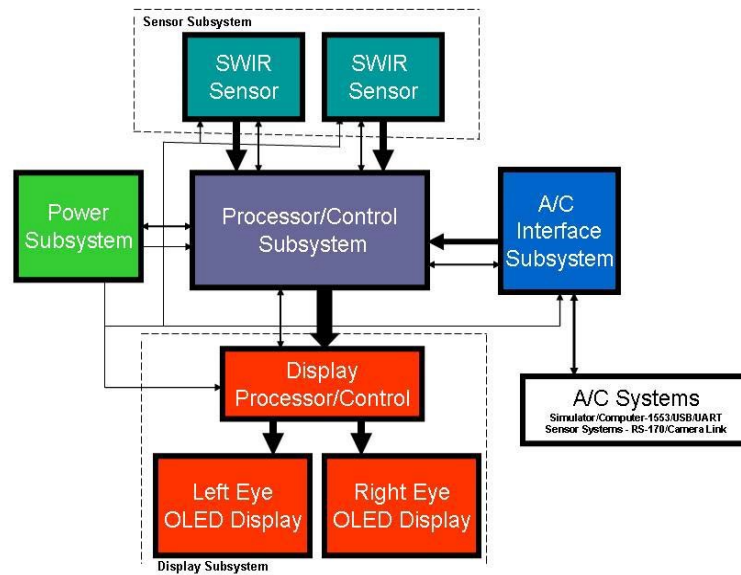 Sensor Subsystem
SWIR
Sensor
SWIR
Sensor
Power
Subsystem
Processor/Control
Subsystem
A/C
Interface
Subsystem
Display
Processor/Control
A/C Systems
Simulator/Computer-1553/USB/UART
Sensor Systems - RS-170/Camera Link
Left Eye
OLED Display
Right Eye
OLED Display
Display Subsystem